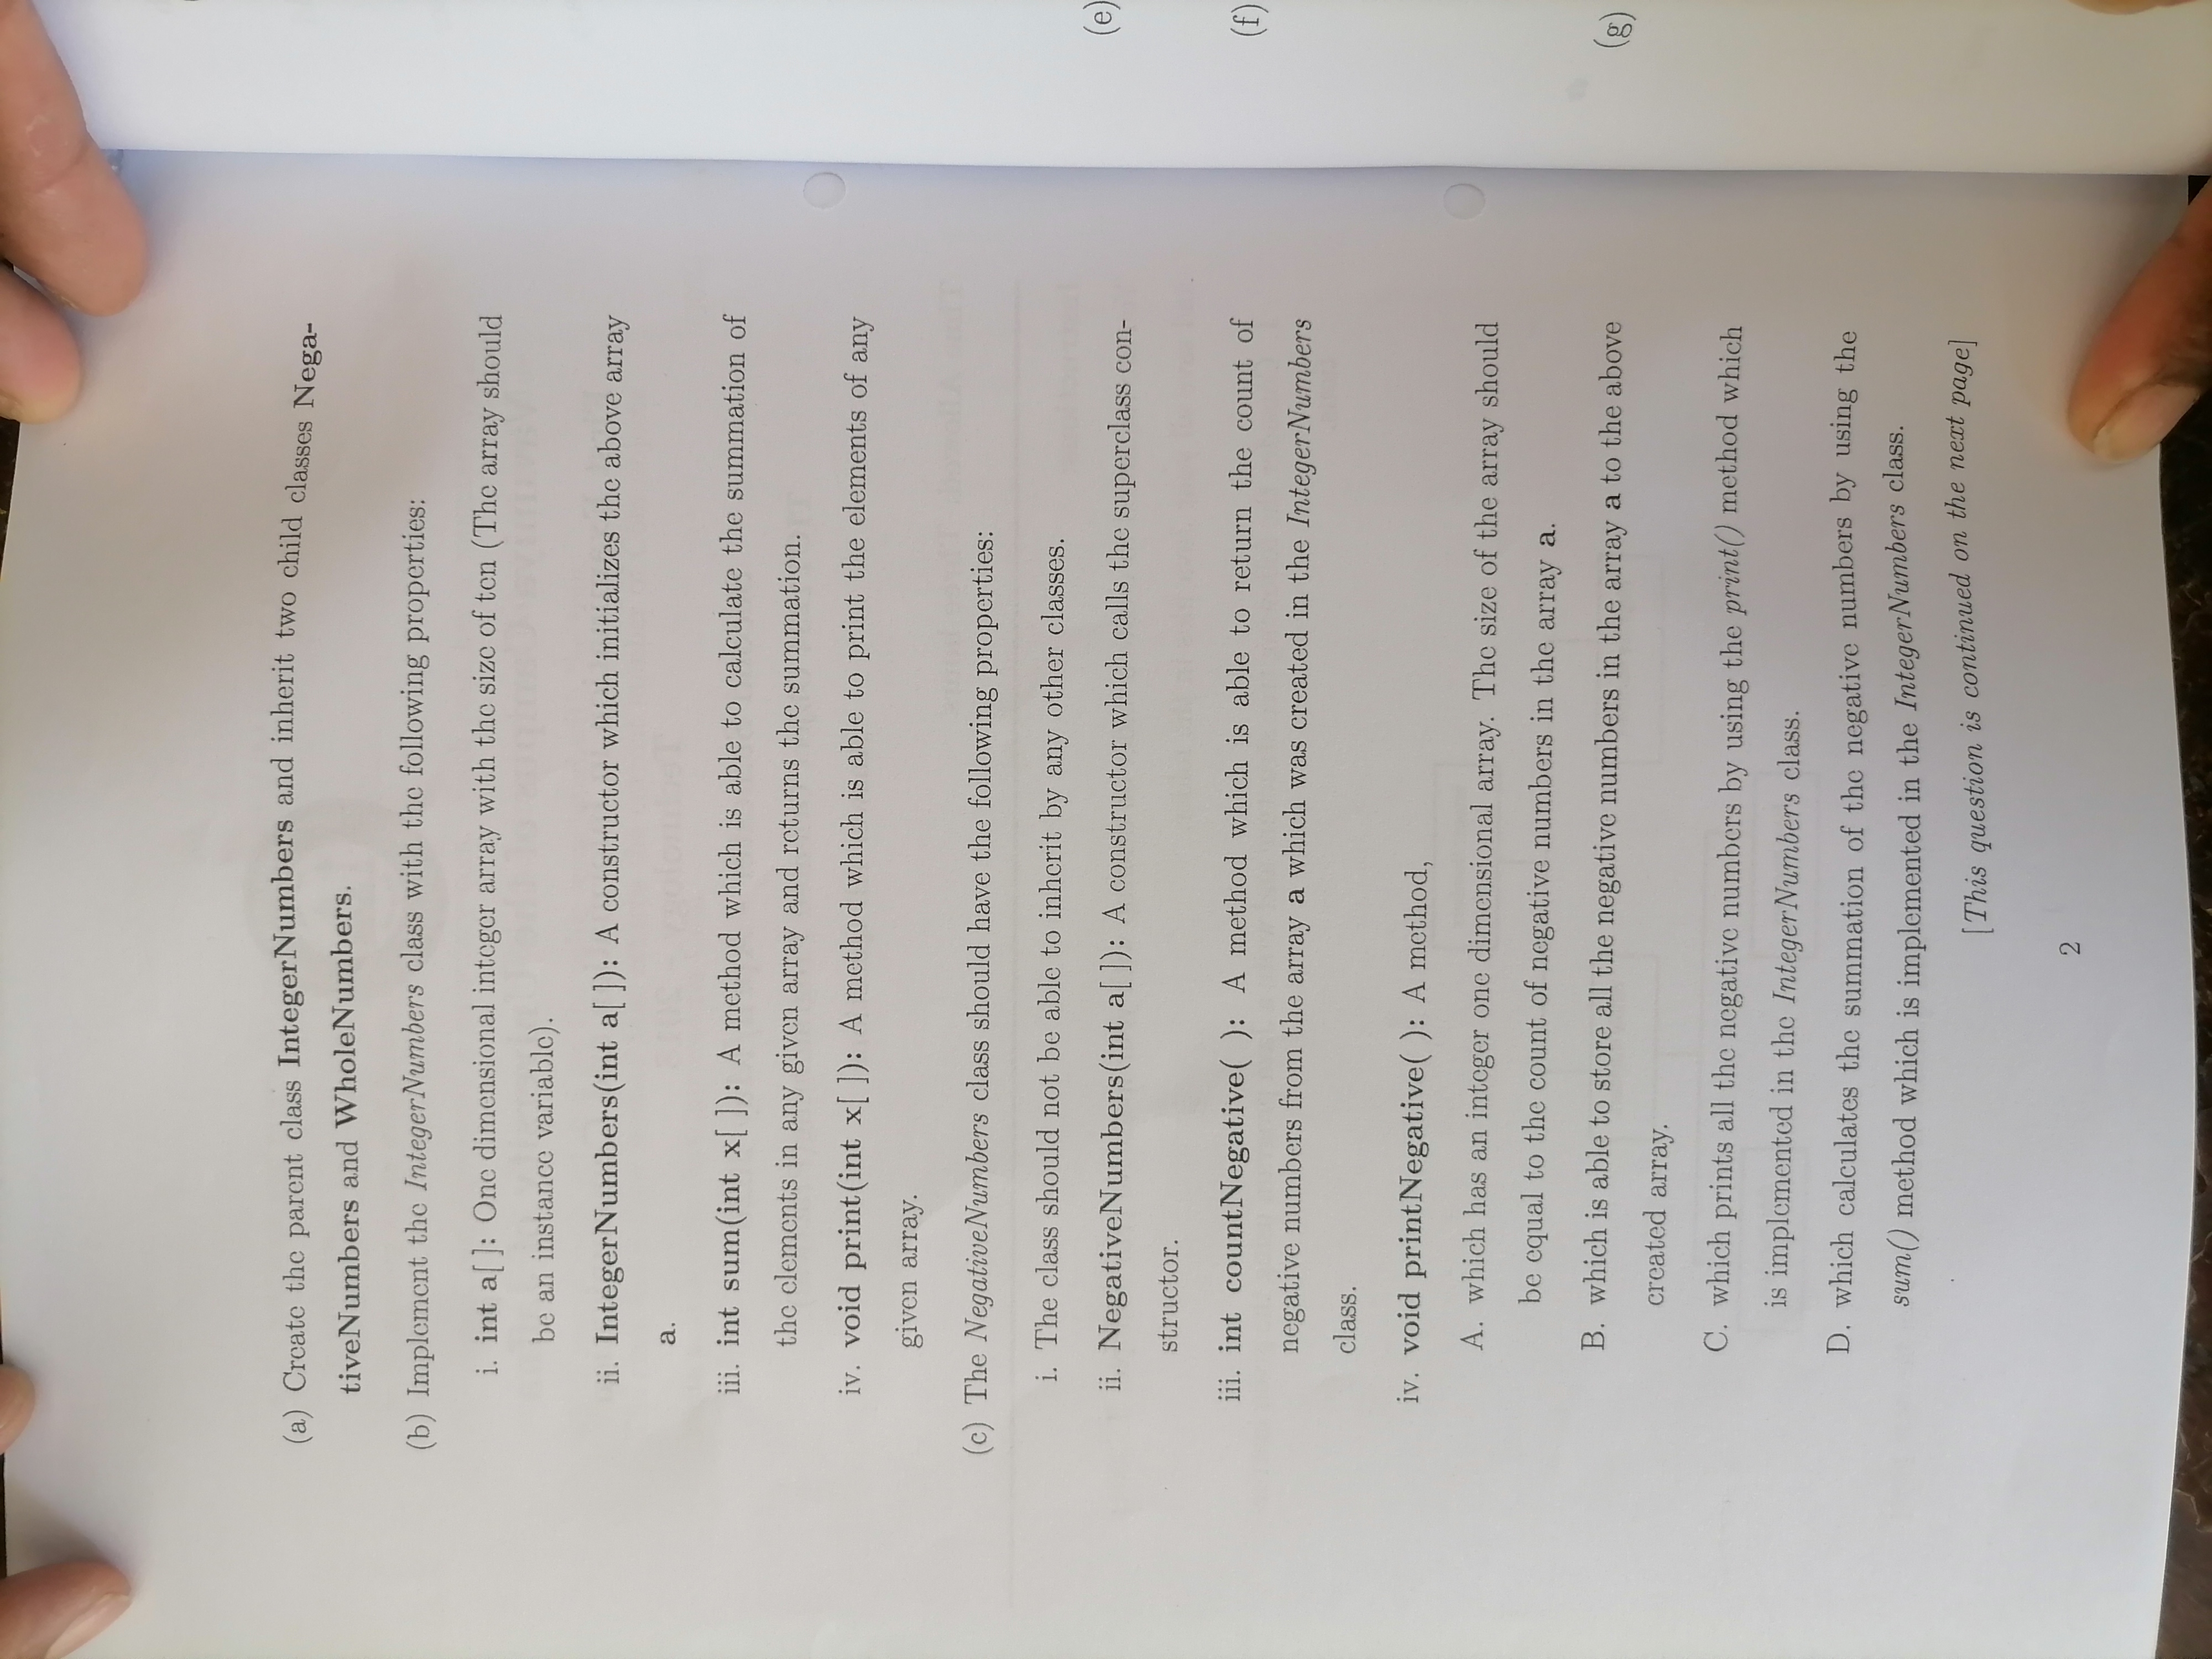 (a) Create the parent class IntegerNumbers and inherit two child classes Nega-
tiveNumbers and WholeNumbers.
(b) Implement the IntegerNumbers class with the following properties:
i. int a[ ]: One dimensional integer array with the size of ten (The array should
be an instance variable).
ii. IntegerNumbers(int a[ ]): A constructor which initializes the above array
a.
iii. int sum(int x[ ]): A method which is able to calculate the summation of
the elements in any given array and returns the summation.
iv. void print(int x[ ]): A method which is able to print the elements of any
given array.
(c) The NegativeNumbers class should have the following properties:
i. The class should not be able to inherit by any other classes.
ii. NegativeNumbers(int a[ ]): A constructor which calls the superclass con-
structor.
iii. int countNegative( ): A method which is able to return the count of
negative numbers from the array a which was created in the IntegerNumbers
class.
iv. void printNegative( ): A method,
A. which has an integer one dimensional array. The size of the array should
be equal to the count of negative numbers in the array a.
B. which is able to store all the negative numbers in the array a to the above
created array.
C. which prints all the negative numbers by using the print() method which
is implemented in the IntegerNumbers class.
D. which calculates the summation of the negative numbers by using the
sum() method which is implemented in the IntegerNumbers class.
[This question is continued on the next page]
2
(e)
(f)
(g)